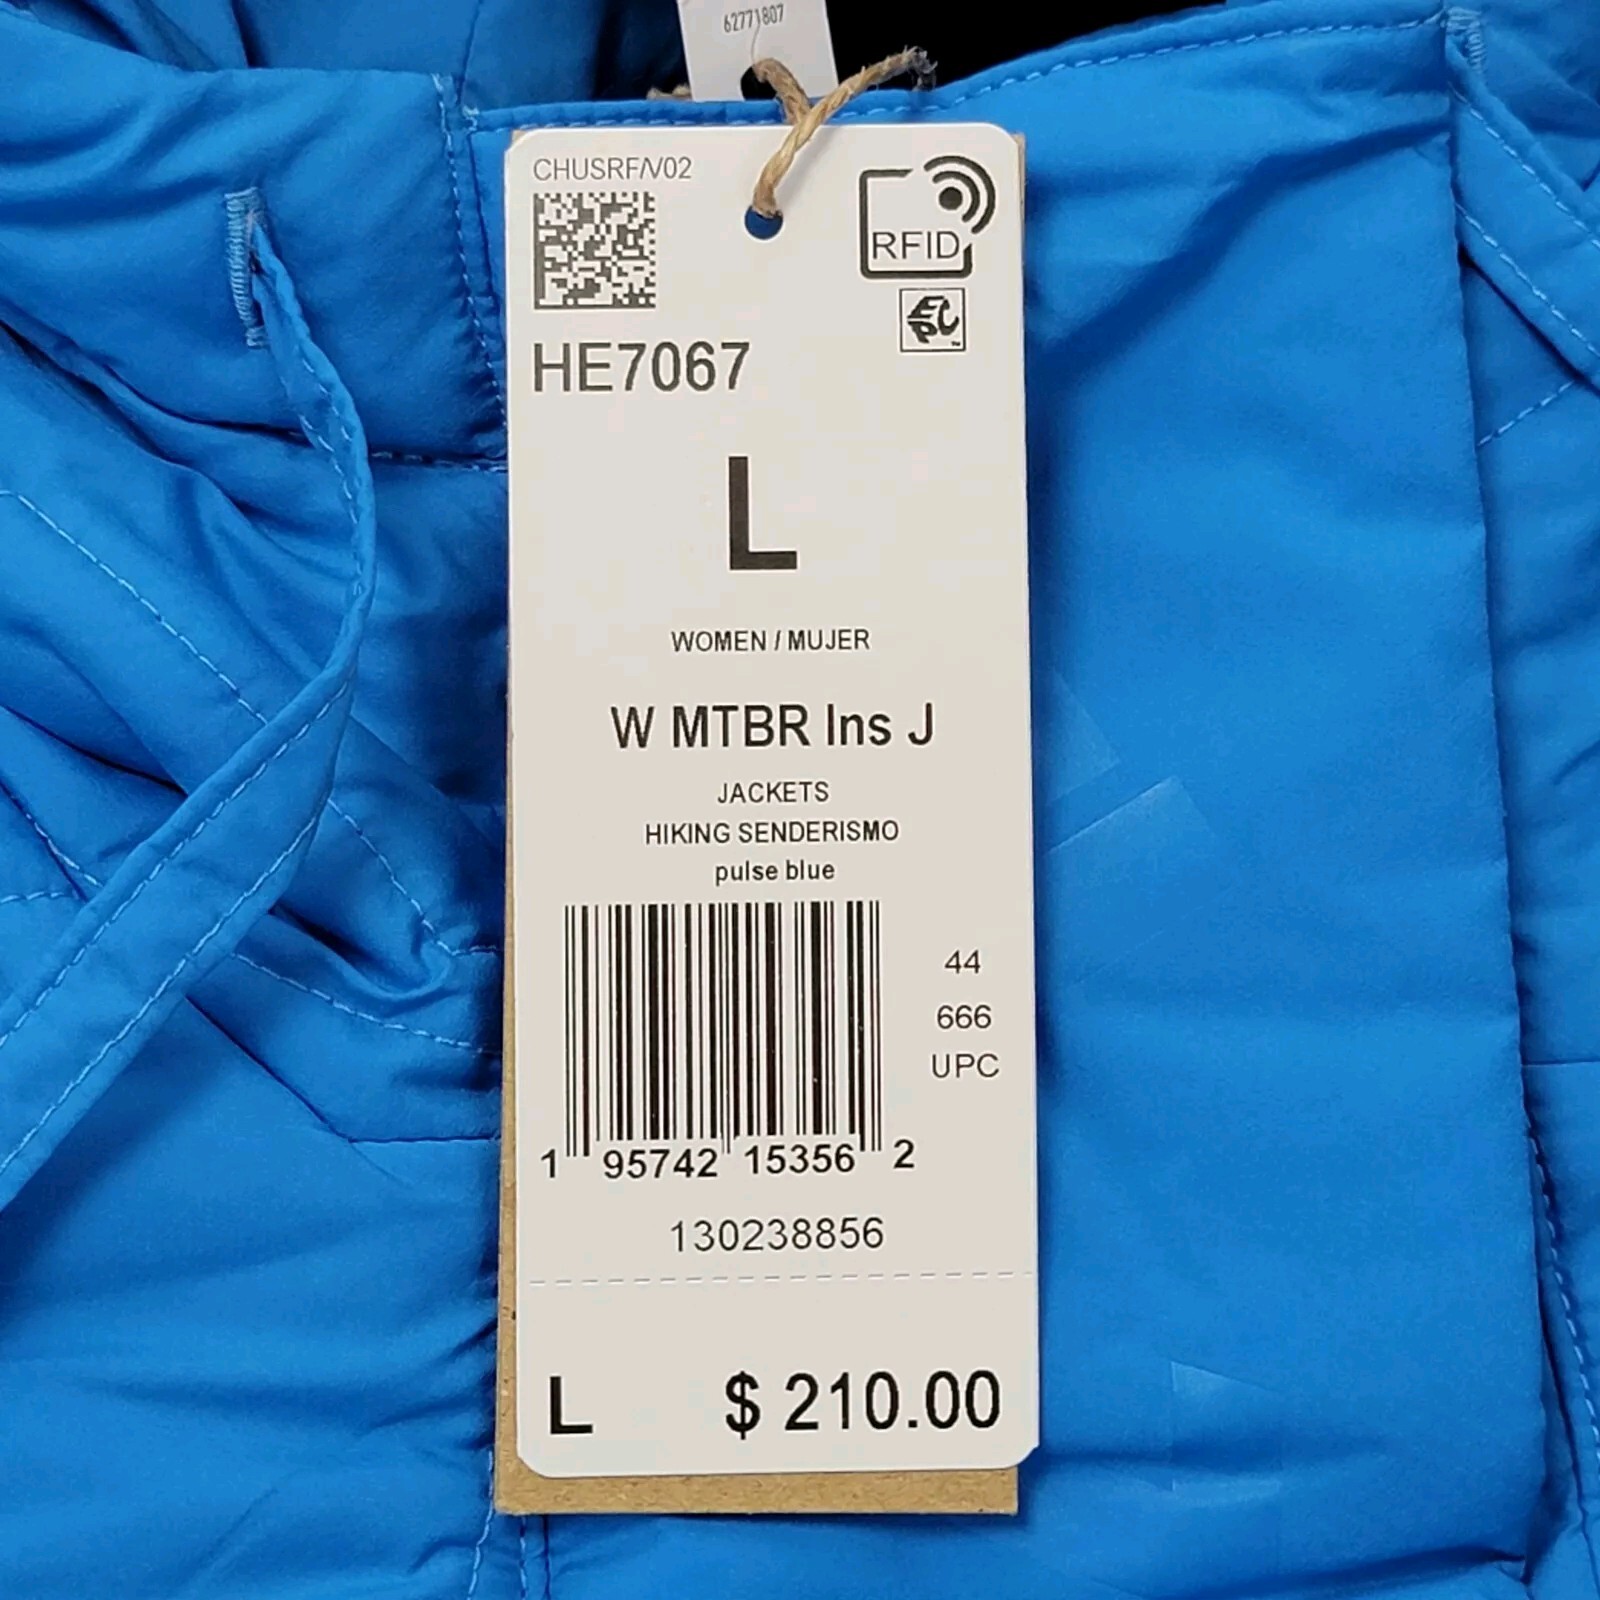 62771807
CHUSRF/V02
RFID
EPC
HE7067
L
WOMEN / MUJER
W MTBR Ins J
JACKETS
HIKING SENDERISMO
pulse blue
44
666
UPC
1 95742 15356 2
130238856
L $ 210.00